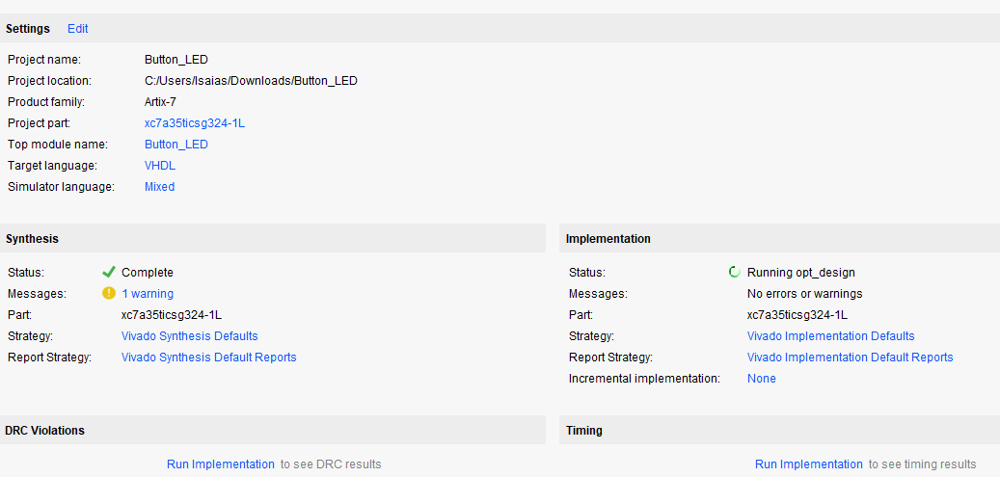 Settings Edit
Project name: Button_LED
Project location: C:/Users/Isaias/Downloads/Button_LED
Product family: Artix-7
Project part: xc7a35ticsg324-1L
Top module name: Button_LED
Target language: VHDL
Simulator language: Mixed
Synthesis
Status: Complete
Messages: 1 warning
Part: xc7a35ticsg324-1L
Strategy: Vivado Synthesis Defaults
Report Strategy: Vivado Synthesis Default Reports
Implementation
Status: Running opt_design
Messages: No errors or warnings
Part: xc7a35ticsg324-1L
Strategy: Vivado Implementation Defaults
Report Strategy: Vivado Implementation Default Reports
Incremental implementation: None
DRC Violations
Run Implementation to see DRC results
Timing
Run Implementation to see timing results